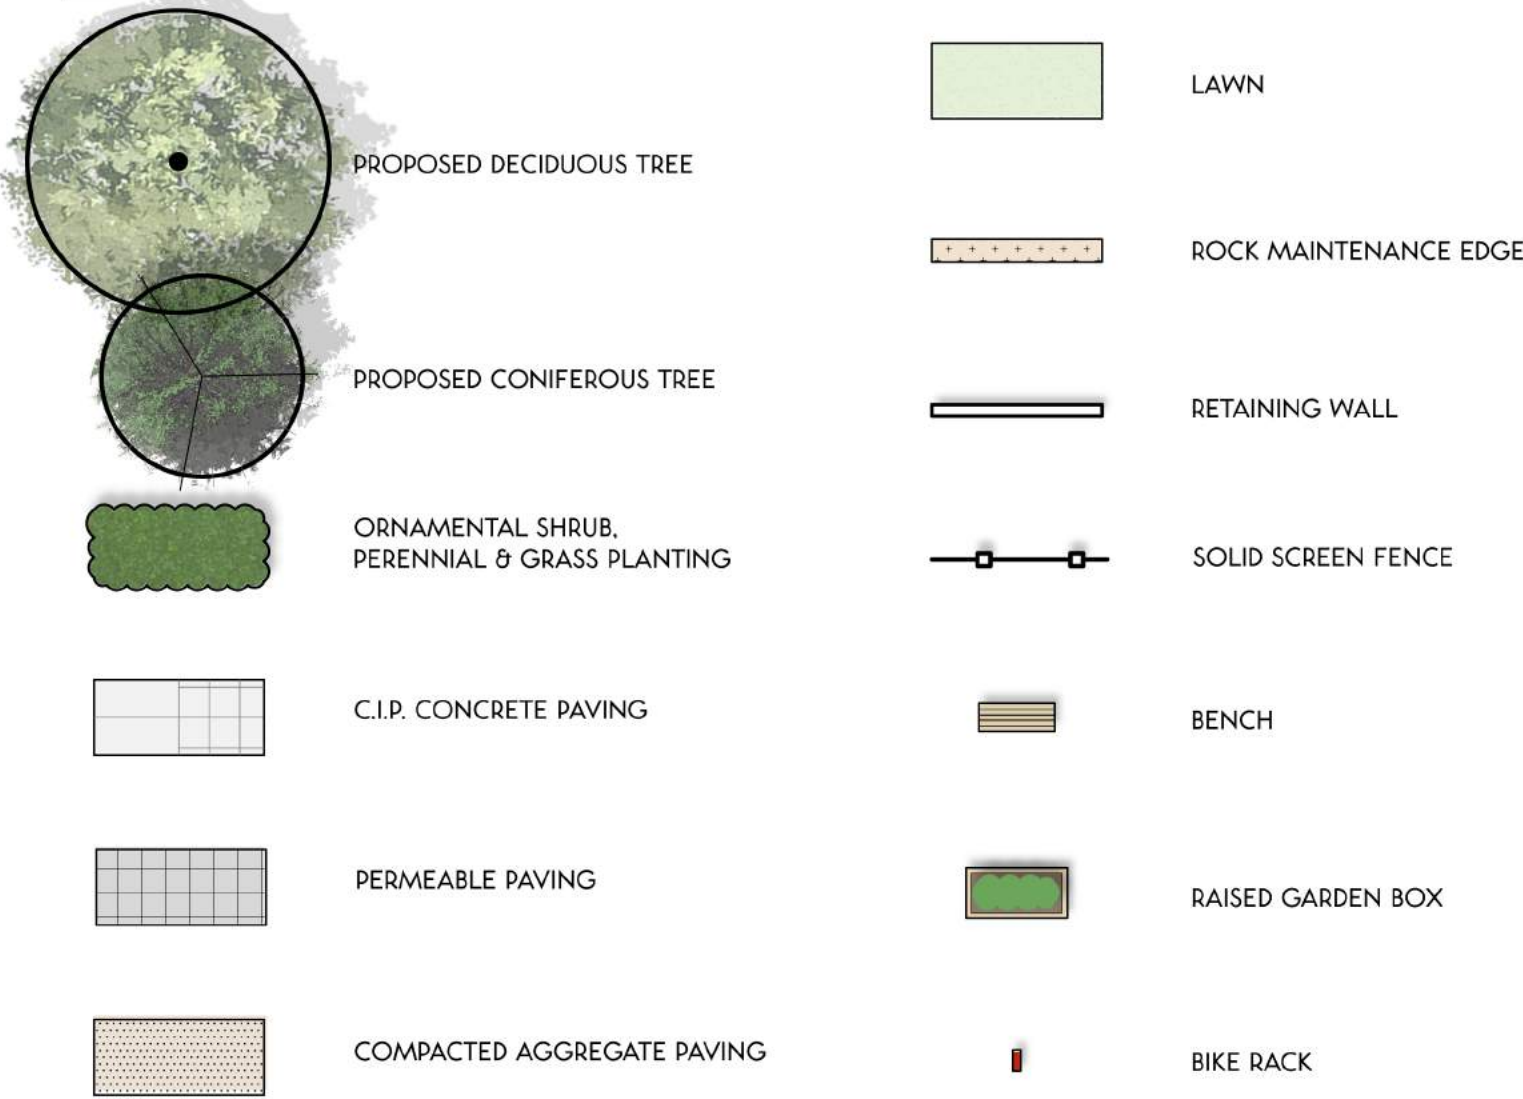 PROPOSED DECIDUOUS TREE
PROPOSED CONIFEROUS TREE
ORNAMENTAL SHRUB,
PERENNIAL & GRASS PLANTING
C.I.P. CONCRETE PAVING
PERMEABLE PAVING
COMPACTED AGGREGATE PAVING
LAWN
ROCK MAINTENANCE EDGE
RETAINING WALL
SOLID SCREEN FENCE
BENCH
RAISED GARDEN BOX
BIKE RACK